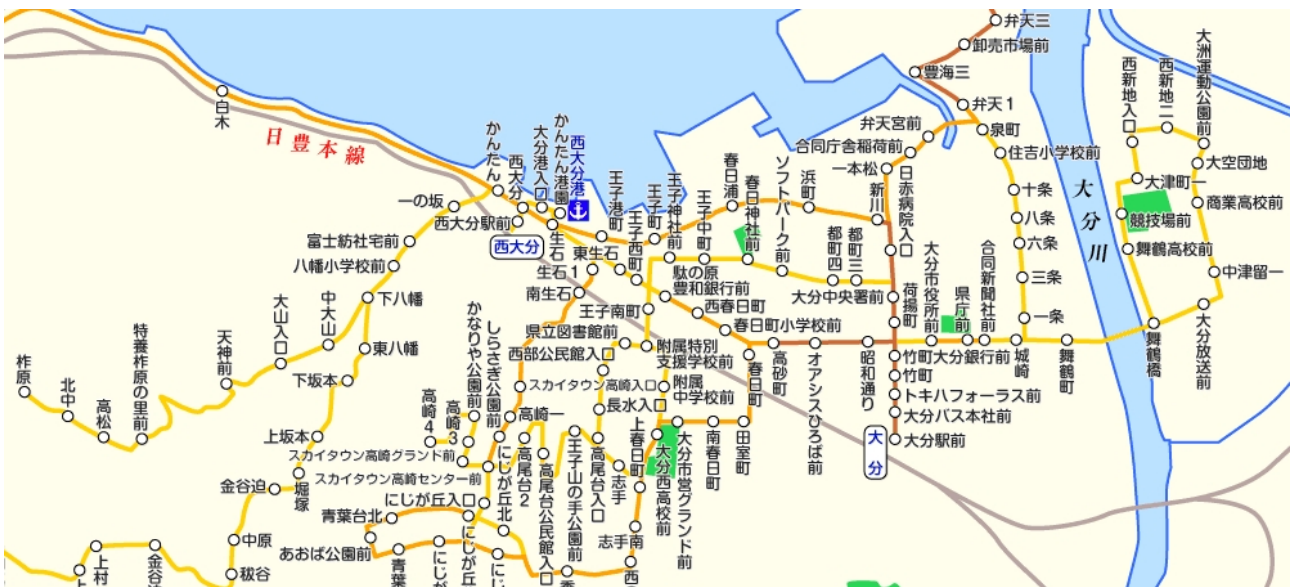 弁天三
卸売市場前
豊海三
弁天1
弁天宮前
泉町
合同庁舎稲荷前
住吉小学校前
一本松
大洲運動公園前
西新地二
西新地入口
大空団地
大津町一
商業高校前
競技場前
舞鶴高校前
中津留一
大分川
十条
八条
六条
三条
一条
白木
日豊本線
かんたん
西大分
大分港入口
かんたん港園
西大分港
王子港町
王子西町
王子町
王子神社前
王子中町
春日浦
春日神社前
ソフトパーク前
浜町
都町四
都町三
新川
日赤病院入口
一の坂
西大分駅前
西大分
生石
東生石
生石1
南生石
富士紡社宅前
八幡小学校前
下八幡
東八幡
中大山
大山入口
天神前
特養柞原の里前
高松
北中
柞原
下坂本
上坂本
堀塚
金谷迫
中原
秡谷
駄の原
豊和銀行前
西春日町
春日町小学校前
王子南町
県立図書館前
西部公民館入口
附属特別
支援学校前
附属
中学校前
大分中央署前
荷揚町
大分市役所前
県庁前
合同新聞社前
大分銀行前
城崎
舞鶴町
舞鶴橋
大分放送前
竹町
竹町
トキハフォーラス前
大分バス本社前
大分駅前
大分
昭和通り
オアシスひろば前
高砂町
春日町
田室町
南春日町
大分市営グランド前
大分西高校前
上春日町
志手
志手南
長水入口
スカイタウン高崎入口
かなりや公園前
しらさぎ公園前
高崎4
高崎3
高崎一
スカイタウン高崎グランド前
スカイタウン高崎センター前
高尾台2
高尾台公民館入口
王子山の手公園前
高尾台入口
にじが丘入口
にじが丘北
青葉台北
あおば公園前
青葉
にじが
にじが丘
にじ
西
上村
金谷迫
上